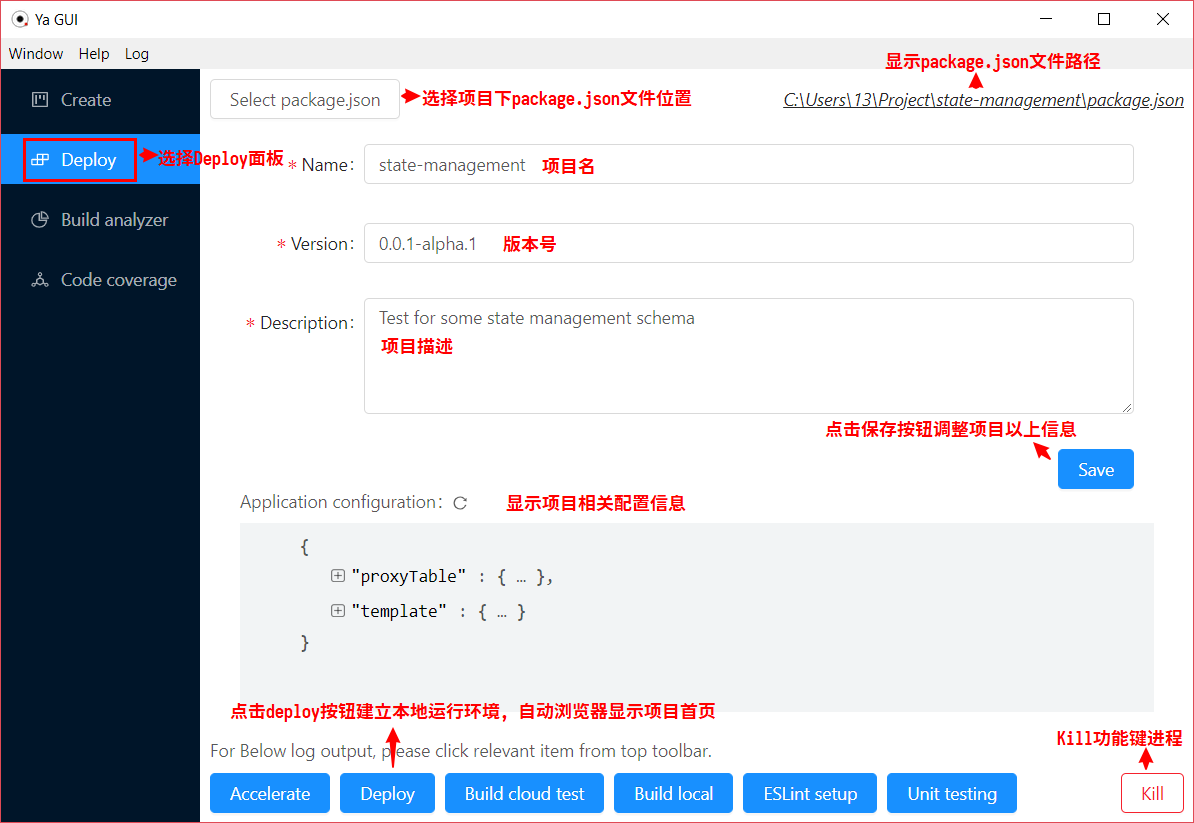 Ya GUI
Window Help Log
显示package.json文件路径
Create
Select package.json
选择项目下package.json文件位置
C:\Users\13\Project\state-management\package.json
Deploy
选择Deploy面板
* Name:
state-management
项目名
Build analyzer
* Version:
0.0.1-alpha.1
版本号
Code coverage
* Description:
Test for some state management schema
项目描述
点击保存按钮调整项目以上信息
Save
Application configuration:
显示项目相关配置信息
{
"proxyTable" : { … },
"template" : { … }
}
点击deploy按钮建立本地运行环境，自动浏览器显示项目首页
Kill功能键进程
For Below log output, please click relevant item from top toolbar.
Accelerate
Deploy
Build cloud test
Build local
ESLint setup
Unit testing
Kill